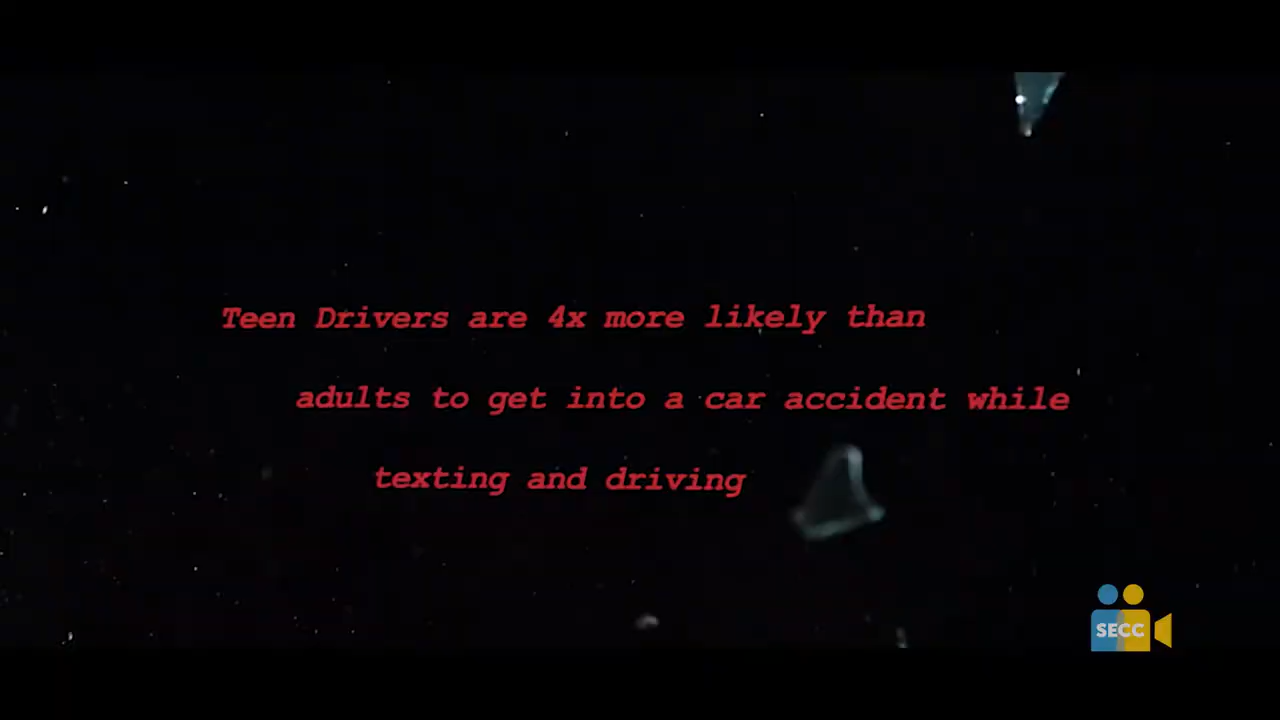 Teen Drivers are 4x more likely than
adults to get into a car accident while
texting and driving
SECC